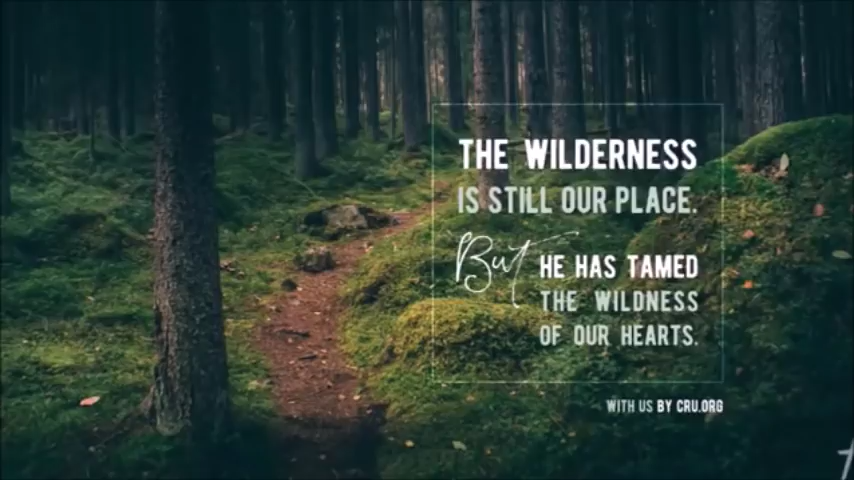 THE WILDERNESS
IS STILL OUR PLACE.
But HE HAS TAMED
THE WILDNESS
OF OUR HEARTS.
WITH US BY CRU.ORG